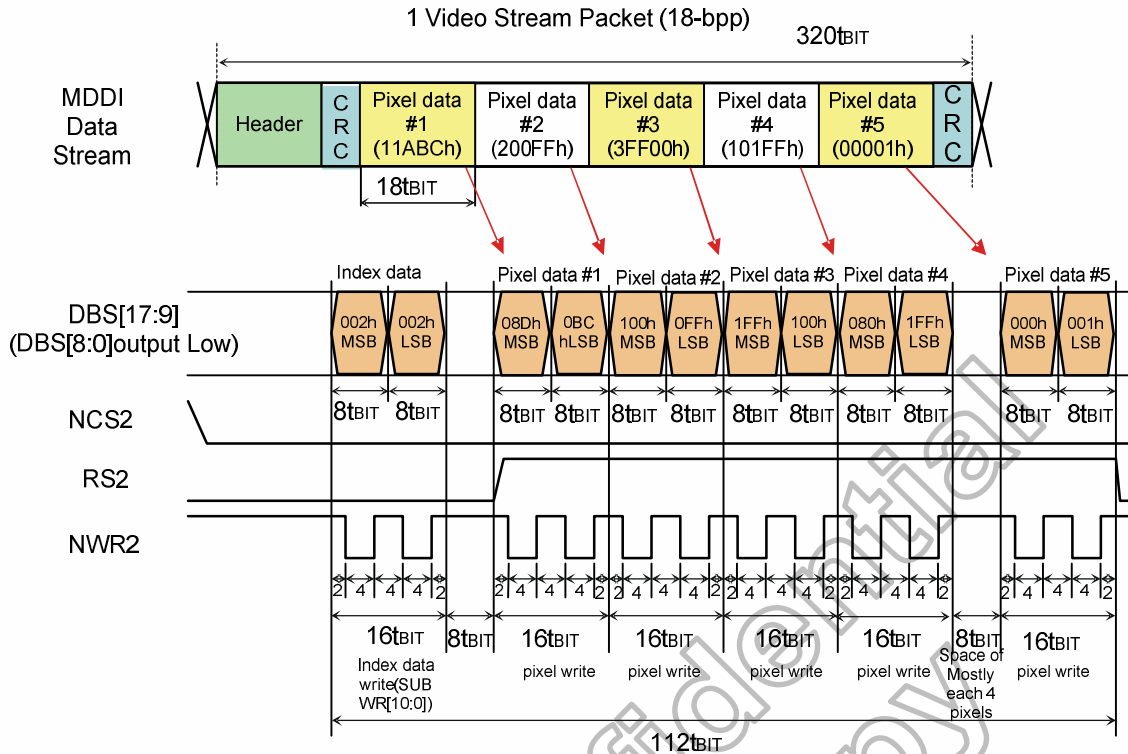 1 Video Stream Packet (18-bpp)
320tBIT
MDDI
Data
Stream
Header
C
R
C
Pixel data
#1
(11ABCh)
Pixel data
#2
(200FFh)
Pixel data
#3
(3FF00h)
Pixel data
#4
(101FFh)
Pixel data
#5
(00001h)
C
R
C
18tBIT
Index data
Pixel data #1
Pixel data #2
Pixel data #3
Pixel data #4
Pixel data #5
DBS[17:9]
(DBS[8:0]output Low)
002h
MSB
002h
LSB
08Dh
MSB
0BC
hLSB
100h
MSB
0FFh
LSB
1FFh
MSB
100h
LSB
080h
MSB
1FFh
LSB
000h
MSB
001h
LSB
8tBIT 8tBIT 8tBIT 8tBIT 8tBIT 8tBIT 8tBIT 8tBIT 8tBIT 8tBIT 8tBIT 8tBIT
NCS2
RS2
NWR2
2 4 4 4 2 2 4 4 4 2 2 4 4 4 2 2 4 4 4 2 2 4 4 4 2 2 4 4 4 2
16tBIT 8tBIT 16tBIT 16tBIT 16tBIT 16tBIT 8tBIT 16tBIT
Index data
write(SUB
WR[10:0])
pixel write
pixel write
pixel write
pixel write
Space of
Mostly
each 4
pixels
pixel write
112tBIT